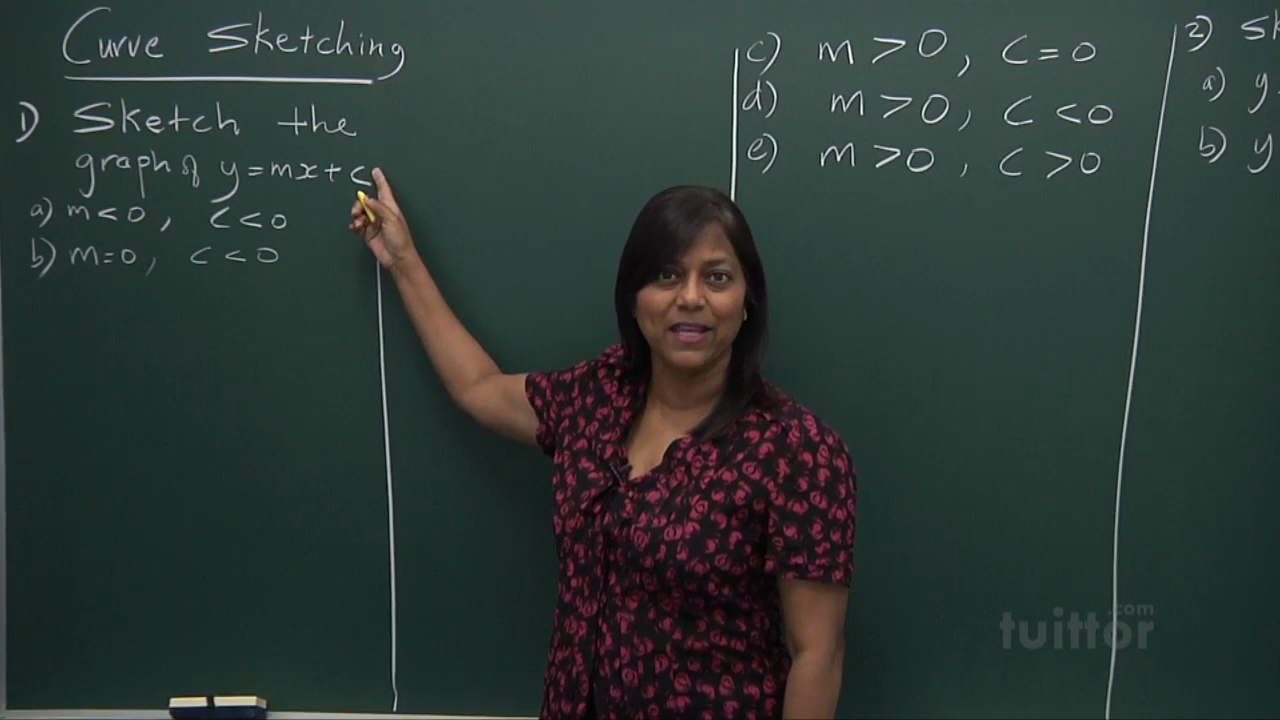 Curve Sketching
1) Sketch the
graph of y = mx + c
a) m < 0, c < 0
b) m = 0, c < 0
c) m > 0, c = 0
d) m > 0, c < 0
e) m > 0, c > 0
2) Sk
a) y
b) y
tuittor.com